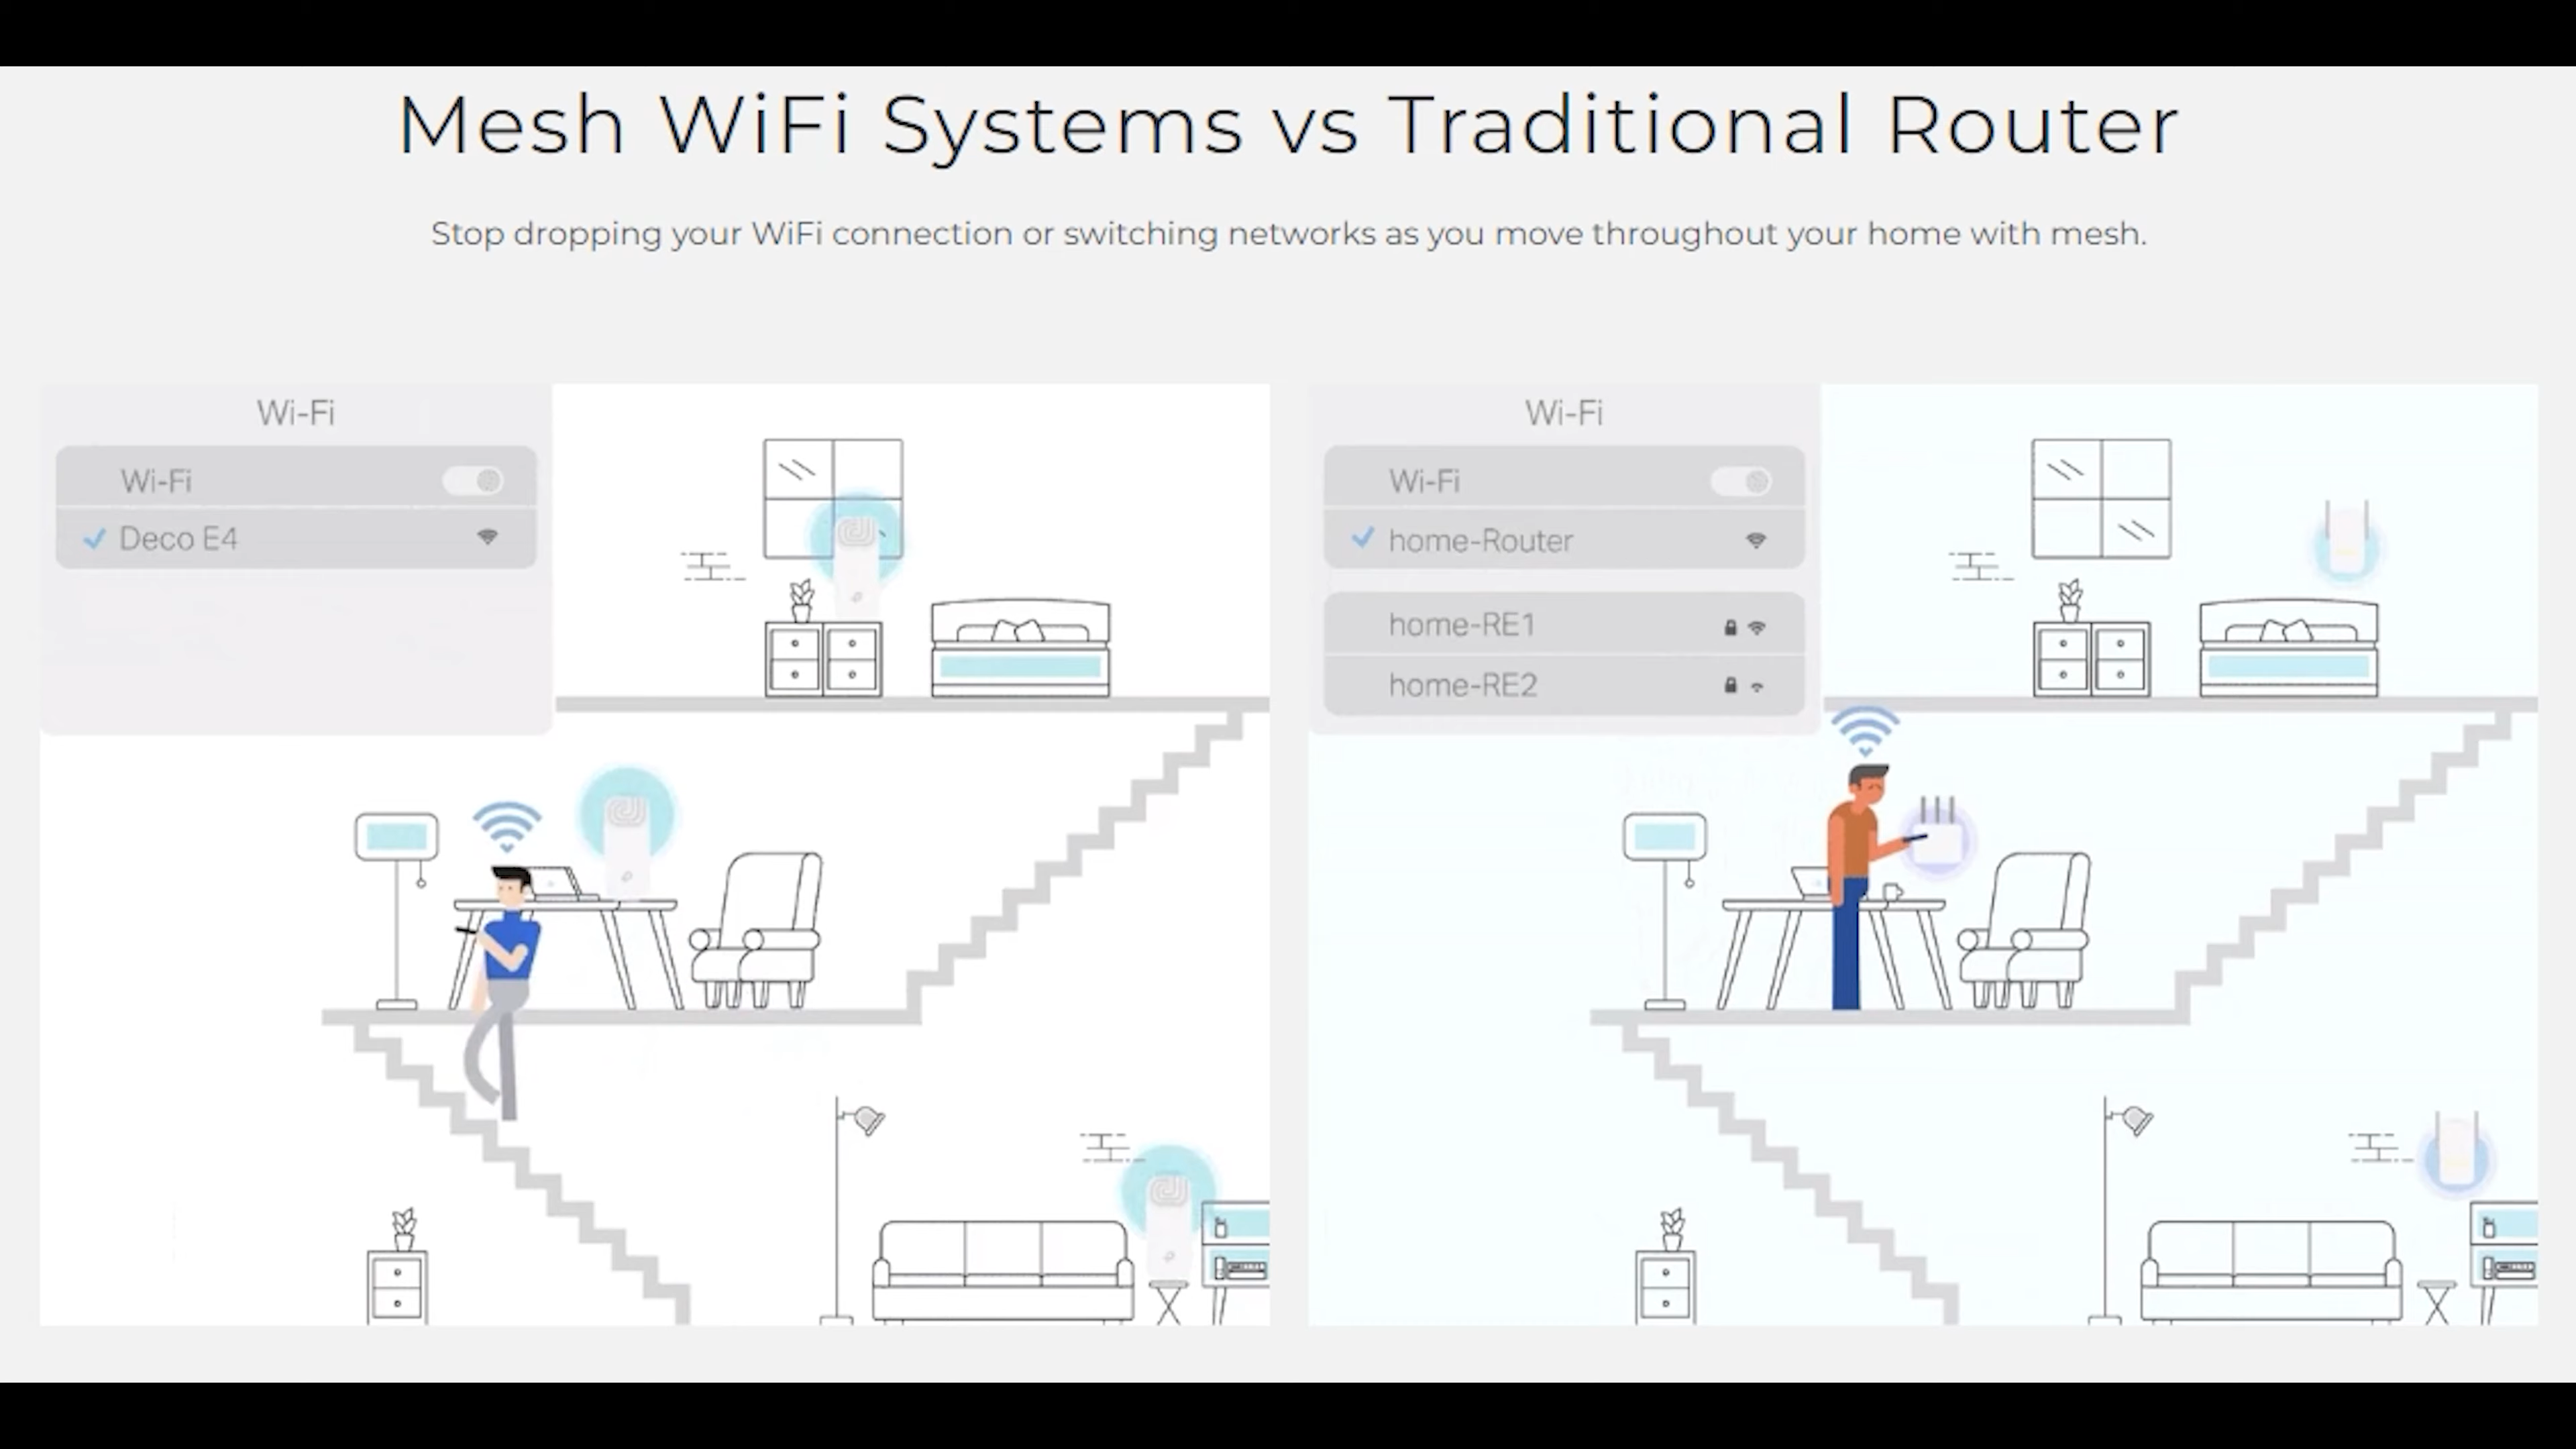 Mesh WiFi Systems vs Traditional Router
Stop dropping your WiFi connection or switching networks as you move throughout your home with mesh.
Wi-Fi
Wi-Fi
Deco E4
Wi-Fi
Wi-Fi
home-Router
home-RE1
home-RE2